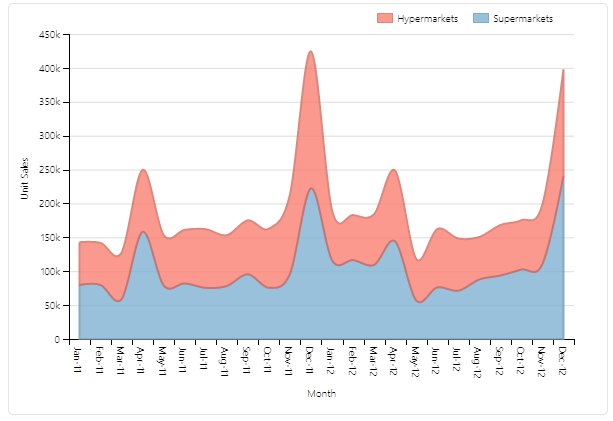 Hypermarkets Supermarkets
450k
400k
350k
300k
250k
200k
150k
100k
50k
0
Unit Sales
Jan-11 Feb-11 Mar-11 Apr-11 May-11 Jun-11 Jul-11 Aug-11 Sep-11 Oct-11 Nov-11 Dec-11 Jan-12 Feb-12 Mar-12 Apr-12 May-12 Jun-12 Jul-12 Aug-12 Sep-12 Oct-12 Nov-12 Dec-12
Month